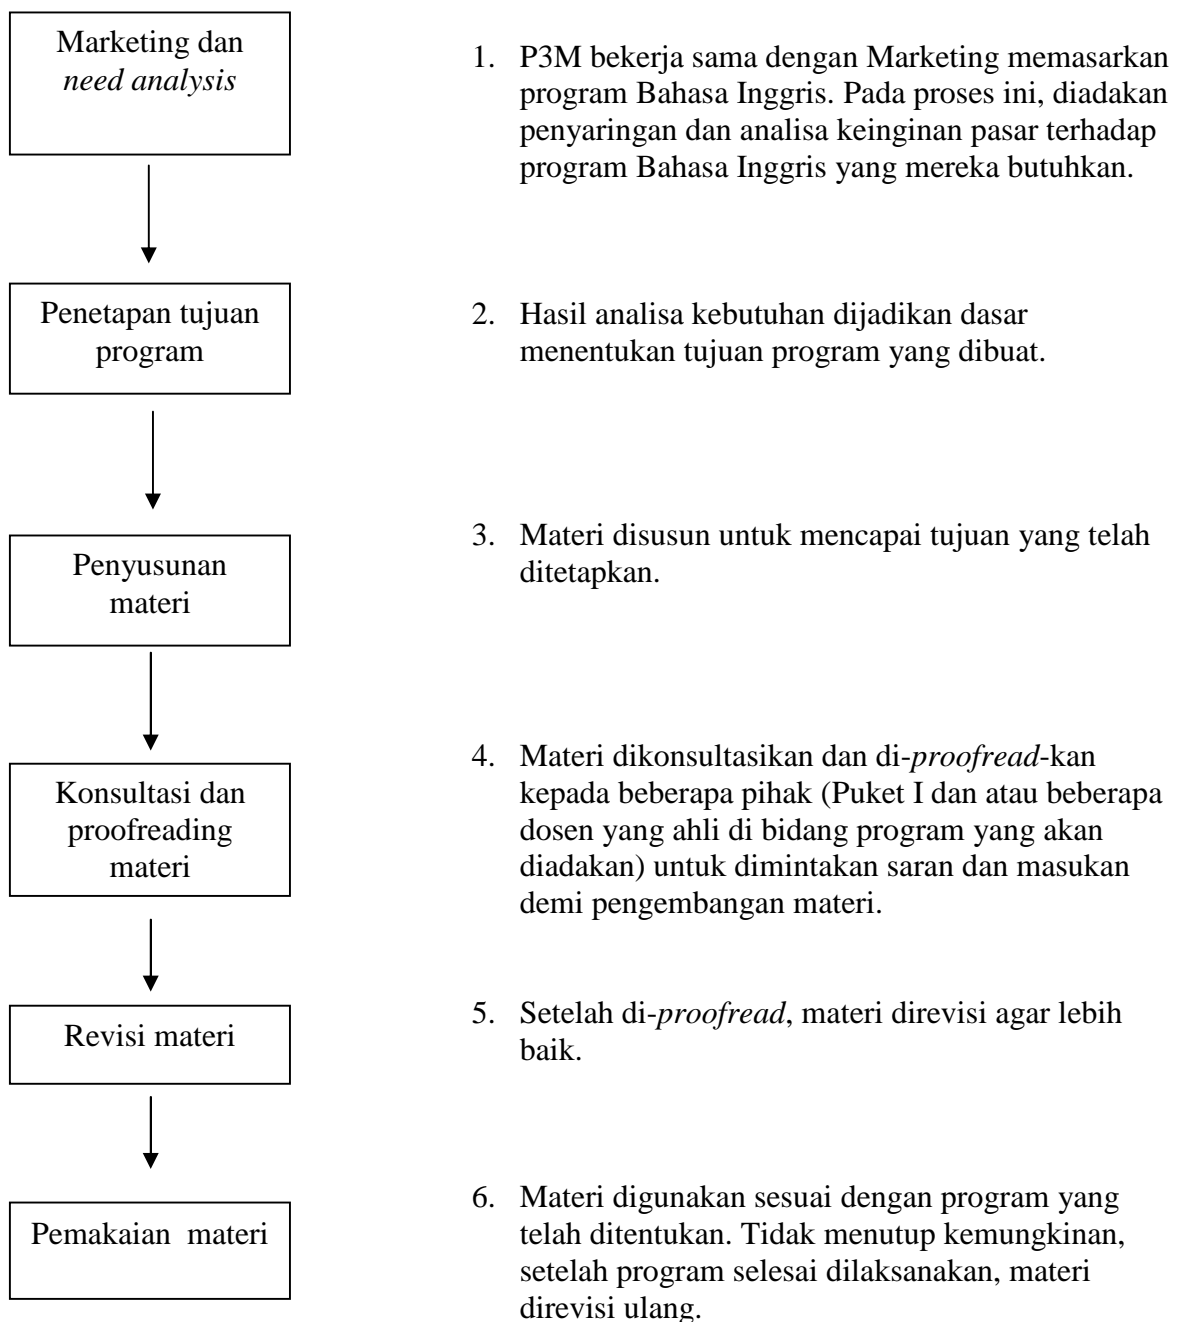 Marketing dan
need analysis
1. P3M bekerja sama dengan Marketing memasarkan
program Bahasa Inggris. Pada proses ini, diadakan
penyaringan dan analisa keinginan pasar terhadap
program Bahasa Inggris yang mereka butuhkan.
Penetapan tujuan
program
2. Hasil analisa kebutuhan dijadikan dasar
menentukan tujuan program yang dibuat.
Penyusunan
materi
3. Materi disusun untuk mencapai tujuan yang telah
ditetapkan.
Konsultasi dan
proofreading
materi
4. Materi dikonsultasikan dan di-proofread-kan
kepada beberapa pihak (Puket I dan atau beberapa
dosen yang ahli di bidang program yang akan
diadakan) untuk dimintakan saran dan masukan
demi pengembangan materi.
Revisi materi
5. Setelah di-proofread, materi direvisi agar lebih
baik.
Pemakaian materi
6. Materi digunakan sesuai dengan program yang
telah ditentukan. Tidak menutup kemungkinan,
setelah program selesai dilaksanakan, materi
direvisi ulang.